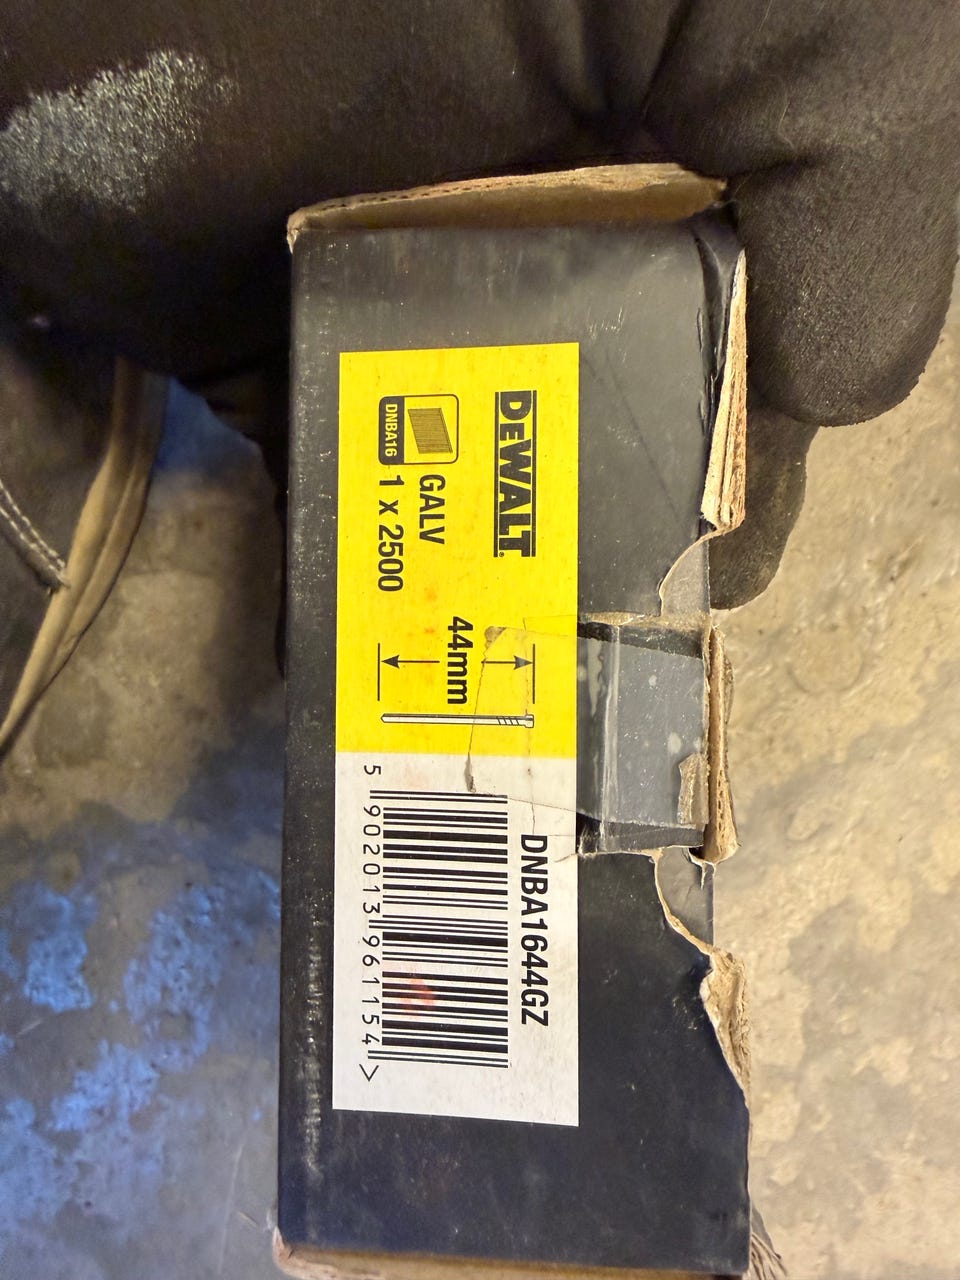 DEWALT®
GALV
DNBA16
1 x 2500
44mm
DNBA1644GZ
5 902013 961154 >